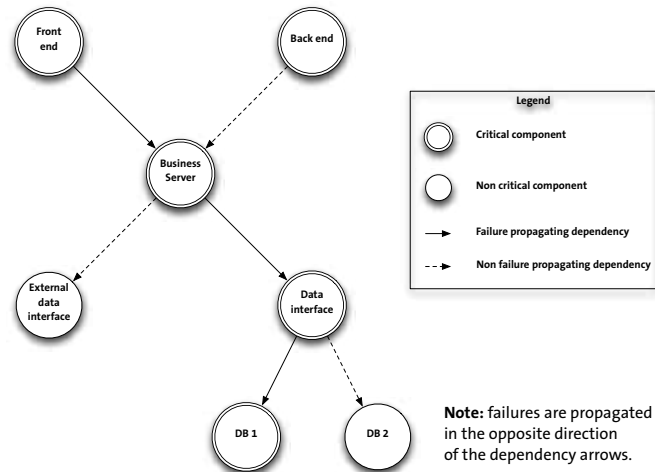 Front
end
Back end
Business
Server
External
data
interface
Data
interface
DB 1
DB 2
Legend
Critical component
Non critical component
Failure propagating dependency
Non failure propagating dependency
Note: failures are propagated
in the opposite direction
of the dependency arrows.